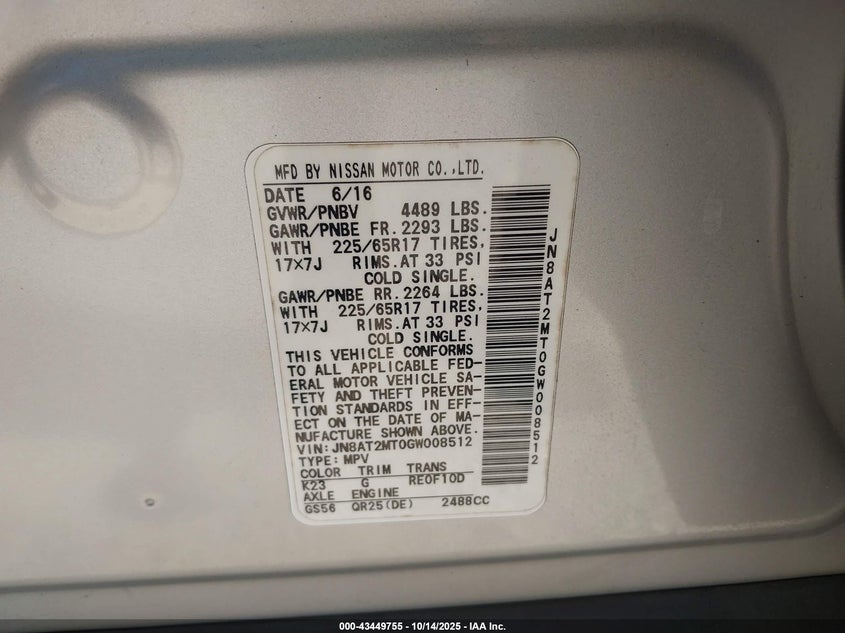 MFD BY NISSAN MOTOR CO.,LTD.
DATE 6/16
GVWR/PNBV 4489 LBS.
GAWR/PNBE FR. 2293 LBS.
WITH 225/65R17 TIRES,
17×7J RIMS.AT 33 PSI
COLD SINGLE.
GAWR/PNBE RR. 2264 LBS.
WITH 225/65R17 TIRES,
17×7J RIMS.AT 33 PSI
COLD SINGLE.
THIS VEHICLE CONFORMS
TO ALL APPLICABLE FED-
ERAL MOTOR VEHICLE SA-
FETY AND THEFT PREVEN-
TION STANDARDS IN EFF-
ECT ON THE DATE OF MA-
NUFACTURE SHOWN ABOVE.
VIN:JN8AT2MT0GW008512
TYPE:MPV
COLOR TRIM TRANS
K23 G RE0F10D
AXLE ENGINE
GS56 QR25(DE) 2488CC
JN8AT2MT0GW008512
000-43449755 - 10/14/2025 - IAA Inc.